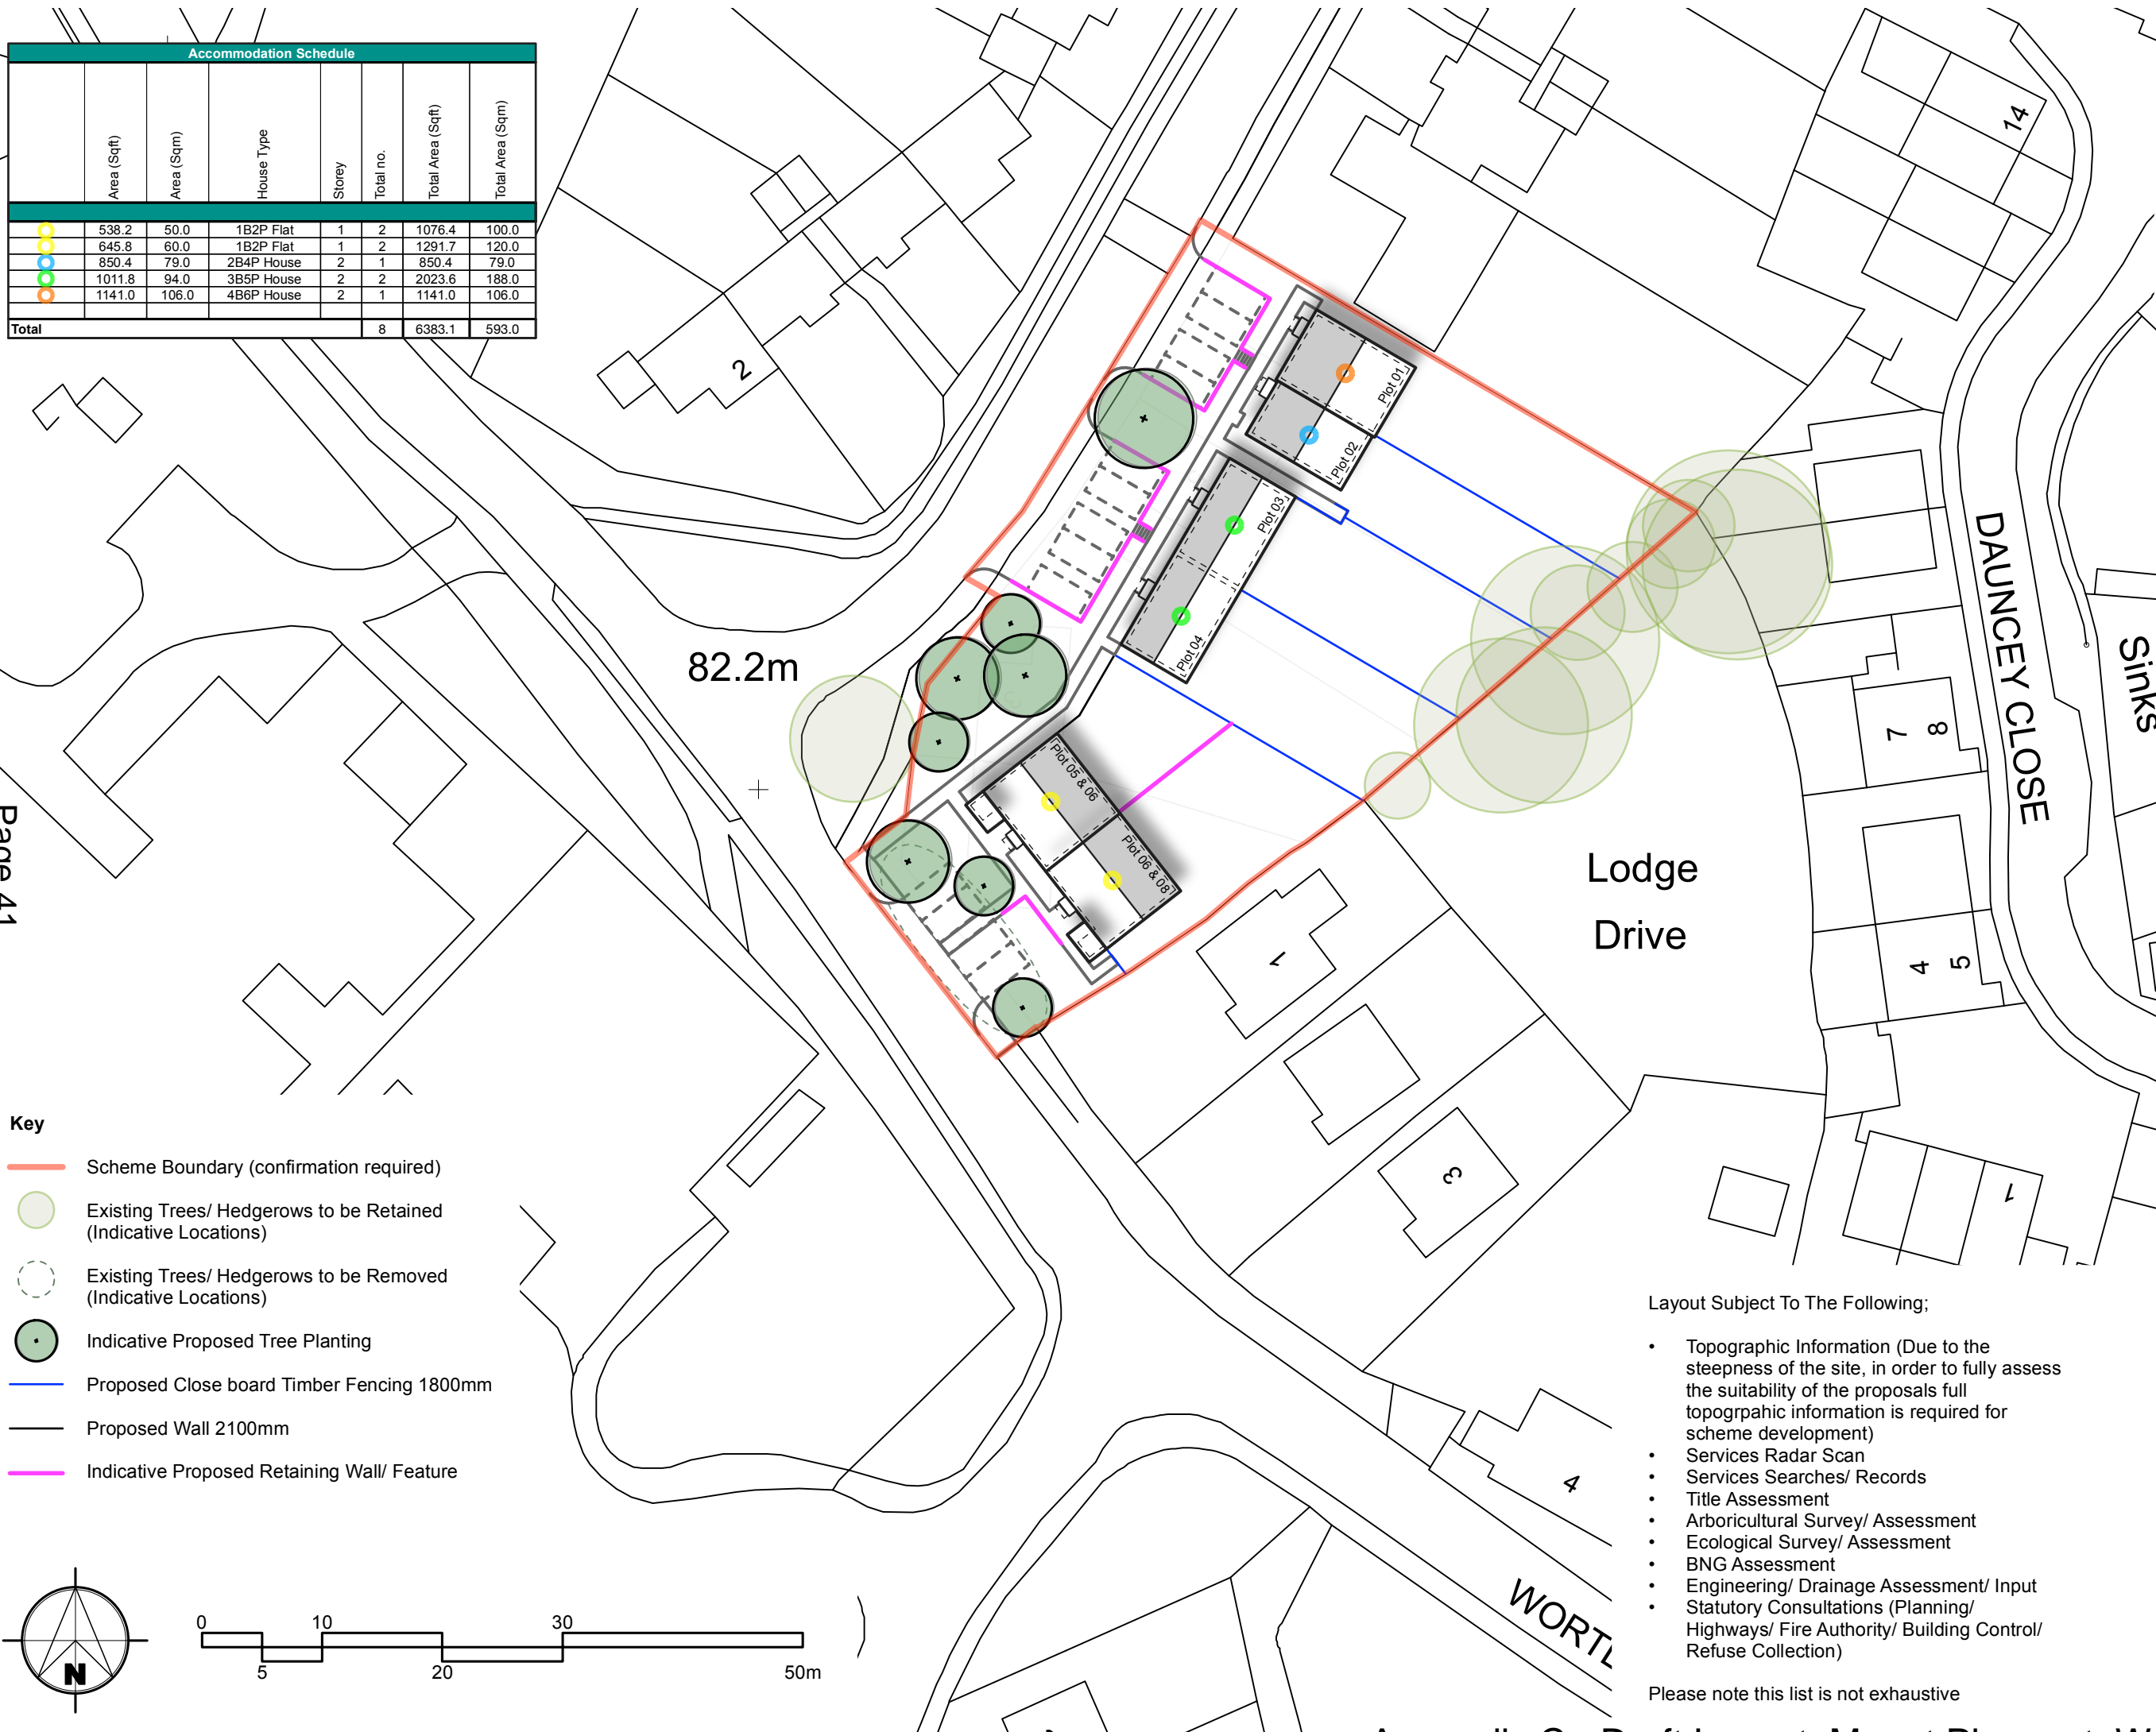 Accommodation Schedule
Area (Sqft) Area (Sqm) House Type Storey Total no. Total Area (Sqft) Total Area (Sqm)
538.2 50.0 1B2P Flat 1 2 1076.4 100.0
645.8 60.0 1B2P Flat 1 2 1291.7 120.0
850.4 79.0 2B4P House 2 1 850.4 79.0
1011.8 94.0 3B5P House 2 2 2023.6 188.0
1141.0 106.0 4B6P House 2 1 1141.0 106.0
Total 8 6383.1 593.0
14
2
Plot 01
Plot 02
Plot 03
Plot 04
82.2m
Plot 05 & 06
Plot 06 & 08
DAUNCEY CLOSE
Sinks
7
8
Page 41
Lodge
Drive
1
4
5
3
1
4
Key
Scheme Boundary (confirmation required)
Existing Trees/ Hedgerows to be Retained
(Indicative Locations)
Existing Trees/ Hedgerows to be Removed
(Indicative Locations)
Indicative Proposed Tree Planting
Proposed Close board Timber Fencing 1800mm
Proposed Wall 2100mm
Indicative Proposed Retaining Wall/ Feature
N
0 10 30
5 20 50m
Layout Subject To The Following;
• Topographic Information (Due to the
steepness of the site, in order to fully assess
the suitability of the proposals full
topogrpahic information is required for
scheme development)
• Services Radar Scan
• Services Searches/ Records
• Title Assessment
• Arboricultural Survey/ Assessment
• Ecological Survey/ Assessment
• BNG Assessment
• Engineering/ Drainage Assessment/ Input
• Statutory Consultations (Planning/
Highways/ Fire Authority/ Building Control/
Refuse Collection)
Please note this list is not exhaustive
WORTL